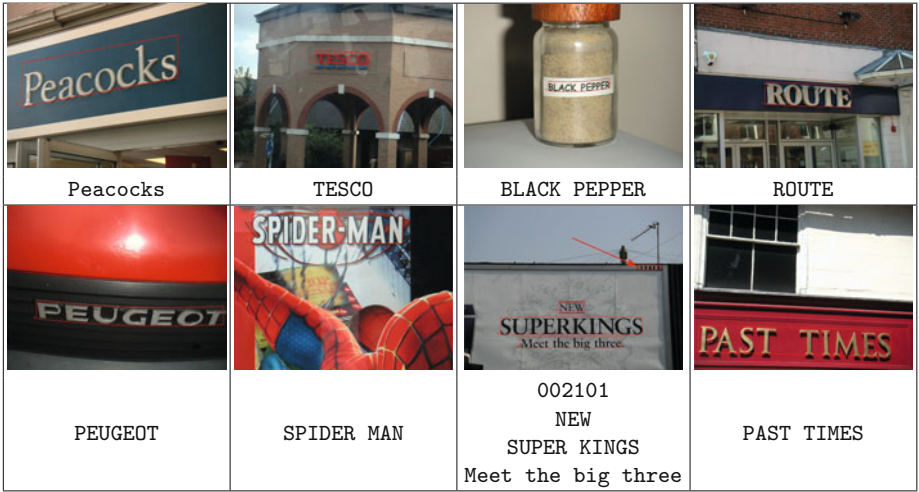 Peacocks
TESCO
BLACK PEPPER
ROUTE
Peacocks
TESCO
BLACK PEPPER
ROUTE
PEUGEOT
SPIDER-MAN
NEW
SUPERKINGS
Meet the big three.
PAST TIMES
PEUGEOT
SPIDER MAN
002101
NEW
SUPER KINGS
Meet the big three
PAST TIMES